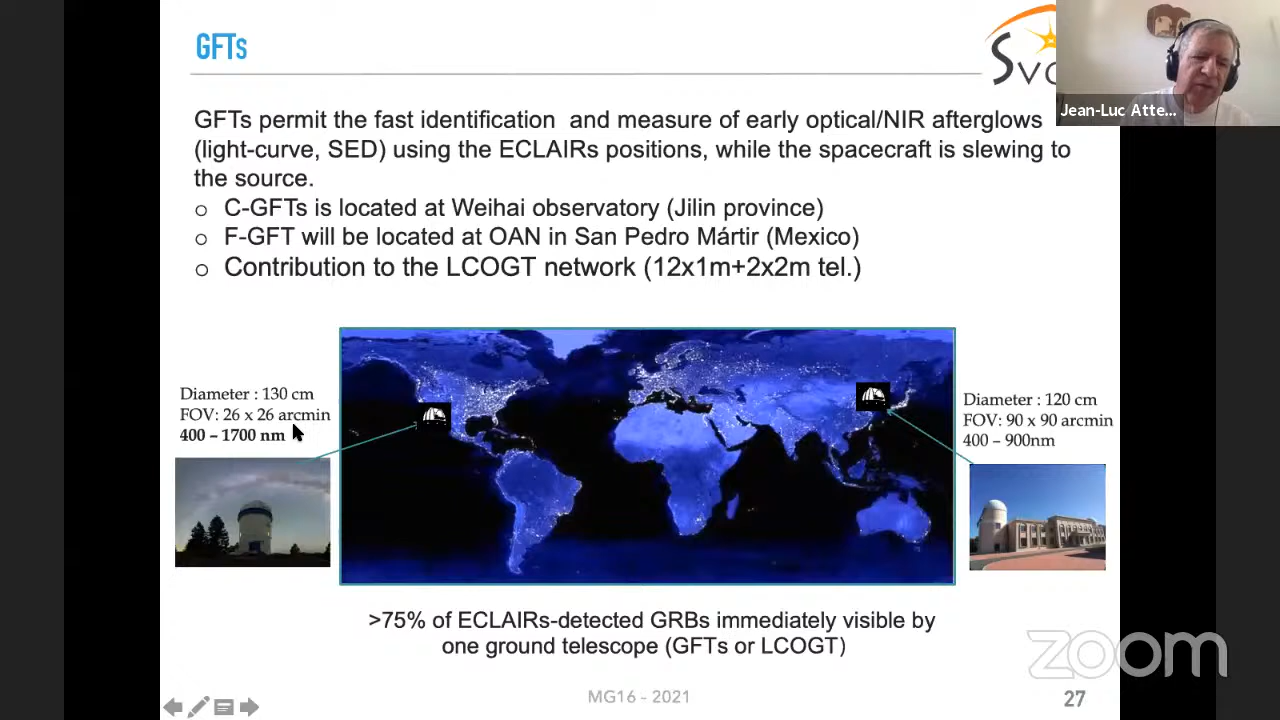 GFTs
Svo
Jean-Luc Atte...
GFTs permit the fast identification and measure of early optical/NIR afterglows
(light-curve, SED) using the ECLAIRs positions, while the spacecraft is slewing to
the source.
o C-GFTs is located at Weihai observatory (Jilin province)
o F-GFT will be located at OAN in San Pedro Mártir (Mexico)
o Contribution to the LCOGT network (12x1m+2x2m tel.)
Diameter : 130 cm
FOV: 26 x 26 arcmin
400 – 1700 nm
Diameter : 120 cm
FOV: 90 x 90 arcmin
400 – 900nm
>75% of ECLAIRs-detected GRBs immediately visible by
one ground telescope (GFTs or LCOGT)
zoom
MG16 - 2021
27